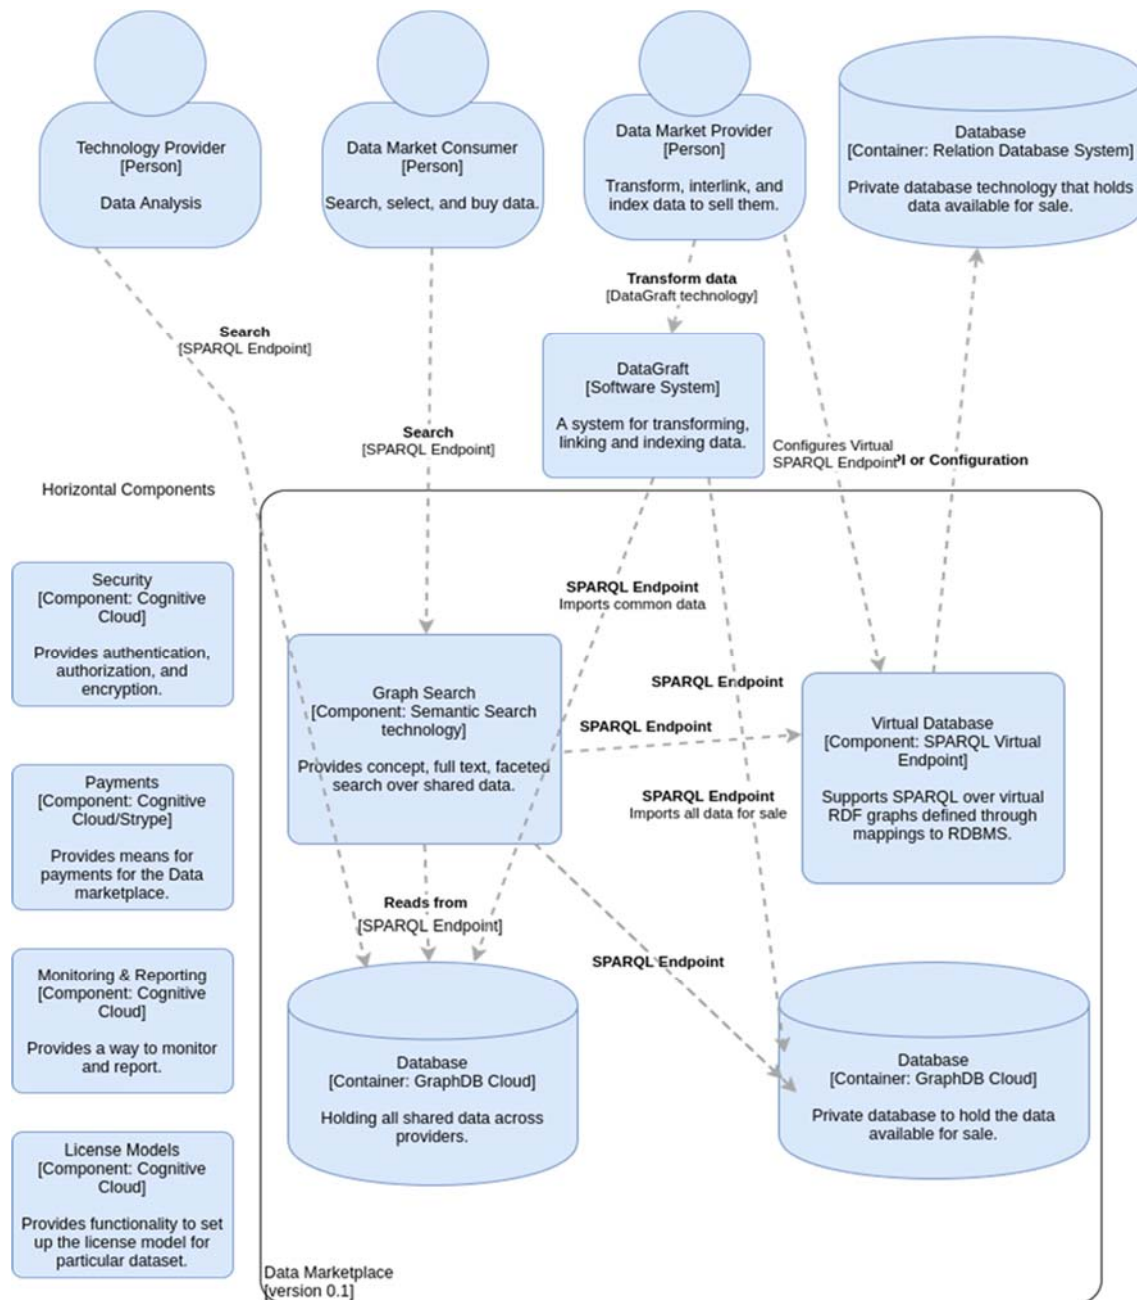 Technology Provider
[Person]
Data Analysis
Data Market Consumer
[Person]
Search, select, and buy data.
Data Market Provider
[Person]
Transform, interlink, and
index data to sell them.
Database
[Container: Relation Database System]
Private database technology that holds
data available for sale.
Transform data
[DataGraft technology]
Search
[SPARQL Endpoint]
DataGraft
[Software System]
A system for transforming,
linking and indexing data.
Search
[SPARQL Endpoint]
Configures Virtual
SPARQL Endpoint
or Configuration
Horizontal Components
Security
[Component: Cognitive
Cloud]
Provides authentication,
authorization, and
encryption.
Payments
[Component: Cognitive
Cloud/Strype]
Provides means for
payments for the Data
marketplace.
Monitoring & Reporting
[Component: Cognitive
Cloud]
Provides a way to monitor
and report.
License Models
[Component: Cognitive
Cloud]
Provides functionality to set
up the license model for
particular dataset.
SPARQL Endpoint
Imports common data
Graph Search
[Component: Semantic Search
technology]
Provides concept, full text, faceted
search over shared data.
SPARQL Endpoint
SPARQL Endpoint
SPARQL Endpoint
Imports all data for sale
Virtual Database
[Component: SPARQL Virtual
Endpoint]
Supports SPARQL over virtual
RDF graphs defined through
mappings to RDBMS.
Reads from
[SPARQL Endpoint]
SPARQL Endpoint
Database
[Container: GraphDB Cloud]
Holding all shared data across
providers.
Database
[Container: GraphDB Cloud]
Private database to hold the data
available for sale.
Data Marketplace
[version 0.1]